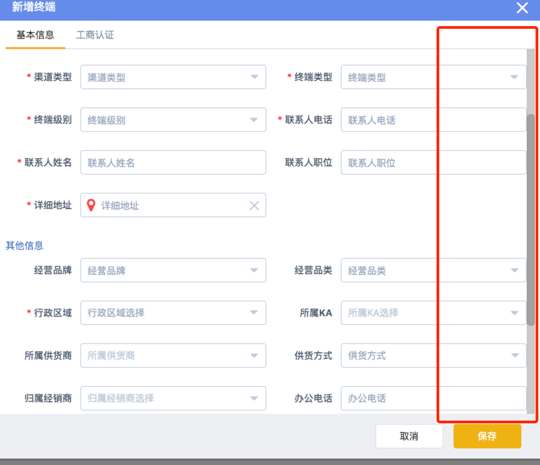 新增终端
基本信息 工商认证
* 渠道类型 渠道类型 * 终端类型 终端类型
* 终端级别 终端级别 * 联系人电话 联系人电话
* 联系人姓名 联系人姓名 联系人职位 联系人职位
* 详细地址 详细地址
其他信息
经营品牌 经营品牌 经营品类 经营品类
* 行政区域 行政区域选择 所属KA 所属KA选择
所属供货商 所属供货商 供货方式 供货方式
归属经销商 归属经销商选择 办公电话 办公电话
取消 保存